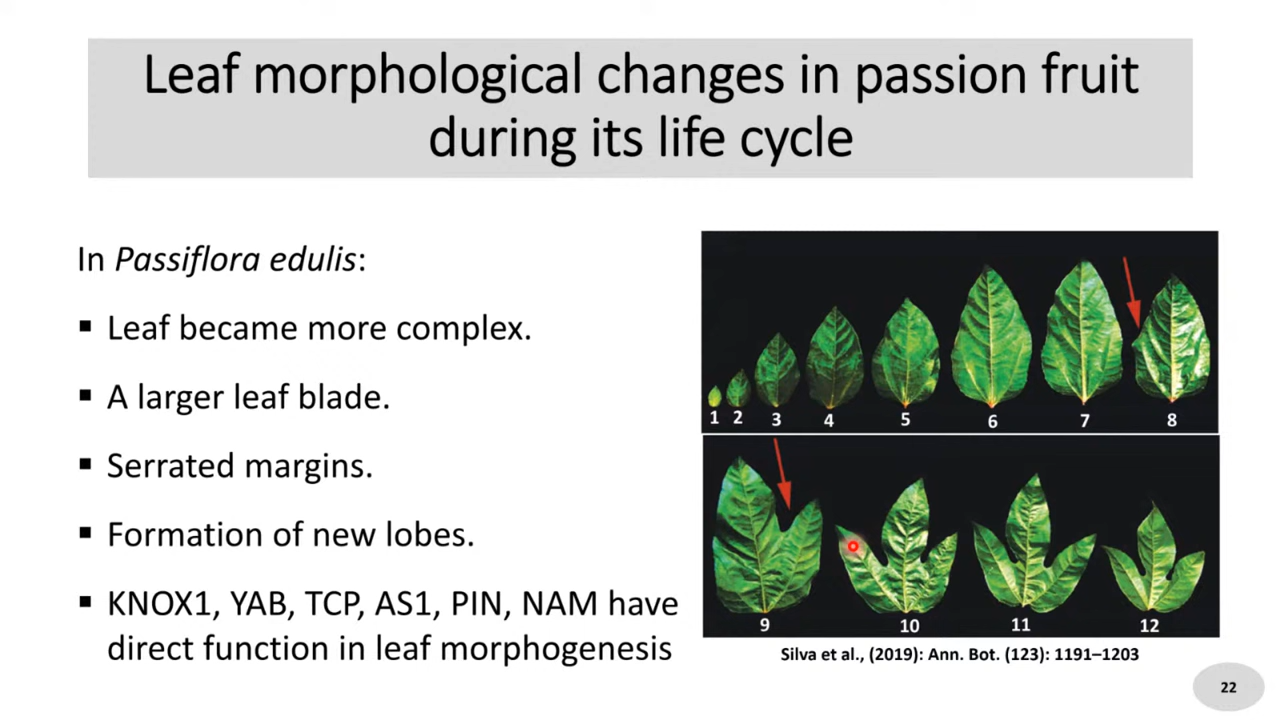 Leaf morphological changes in passion fruit
during its life cycle
In Passiflora edulis:
▪ Leaf became more complex.
▪ A larger leaf blade.
▪ Serrated margins.
▪ Formation of new lobes.
▪ KNOX1, YAB, TCP, AS1, PIN, NAM have
direct function in leaf morphogenesis
1 2 3 4 5 6 7 8
9 10 11 12
Silva et al., (2019): Ann. Bot. (123): 1191–1203
22